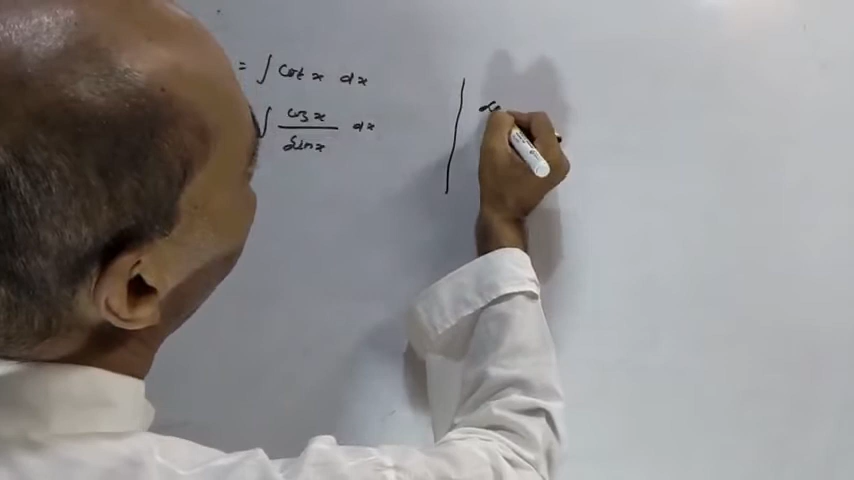 = ∫ cot x dx
∫ cos x / sin x dx